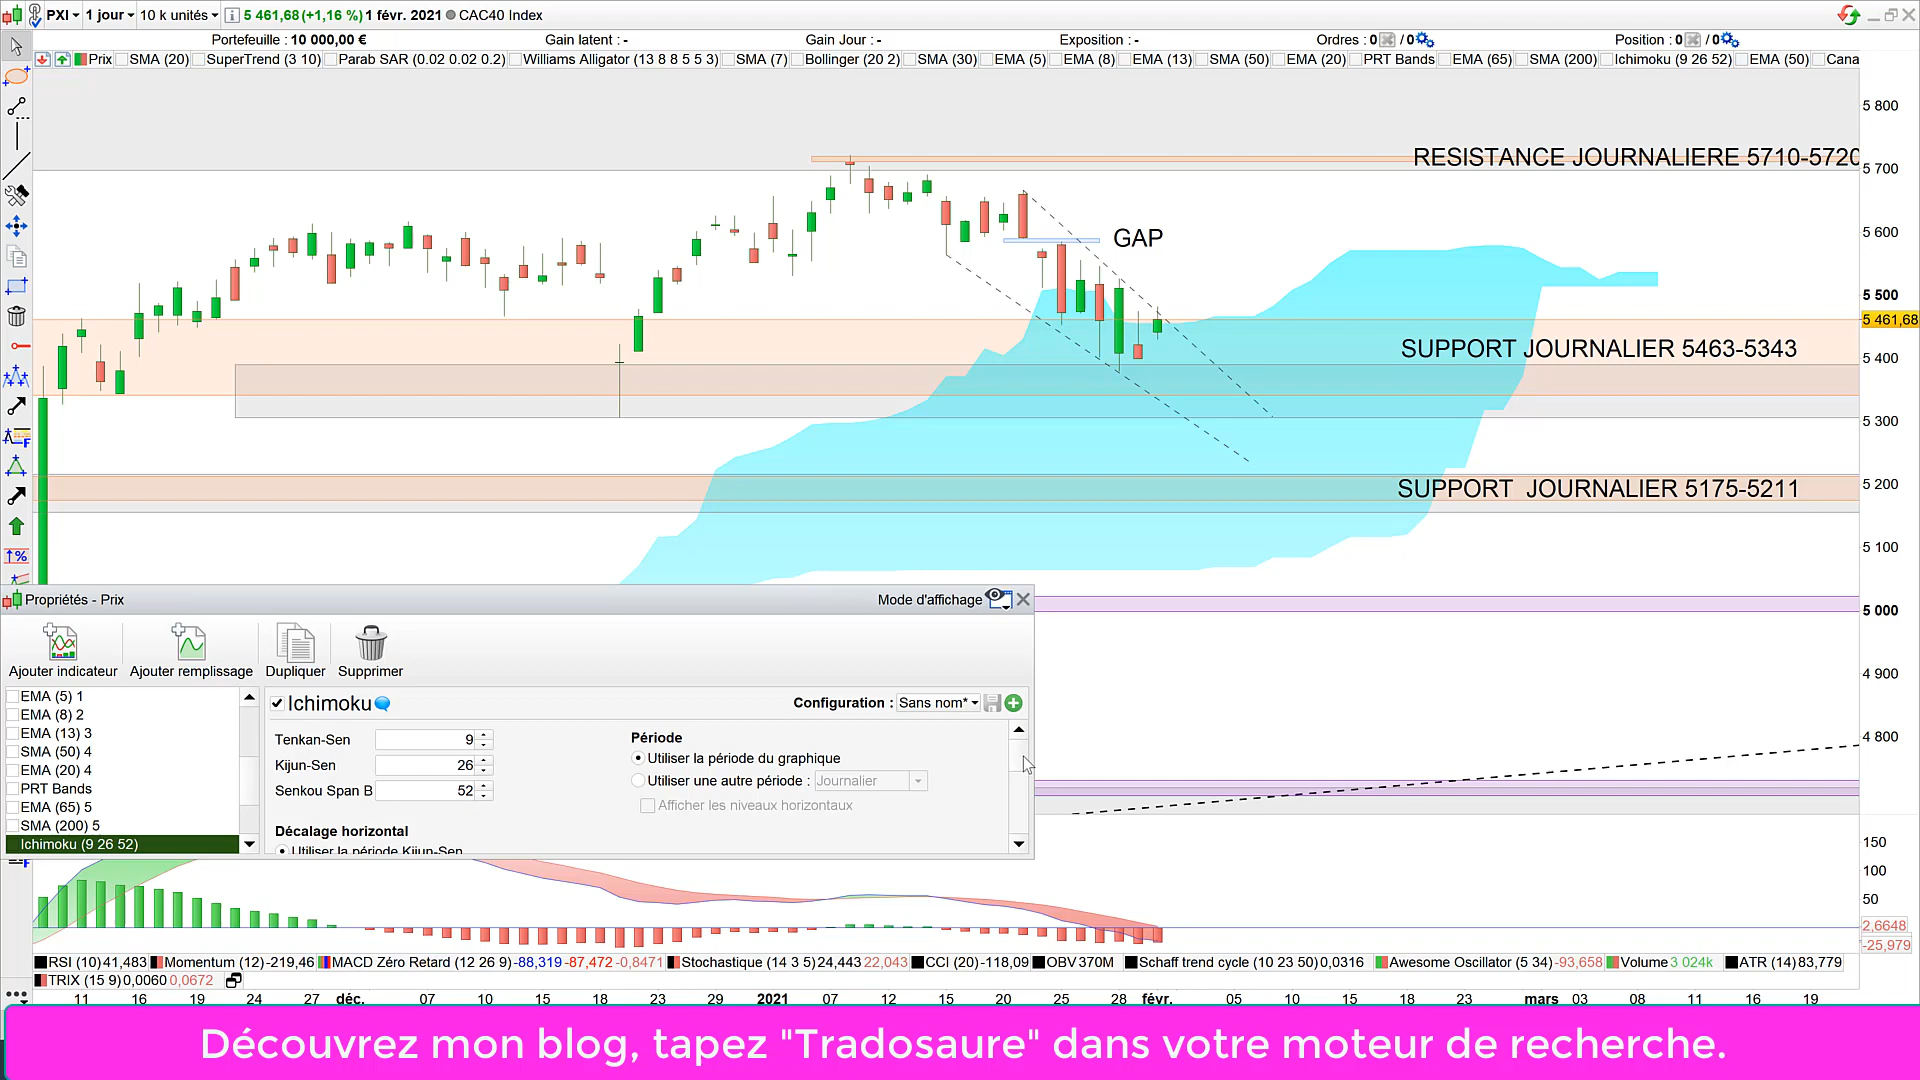 PXI 1 jour 10 k unités 5 461,68 (+1,16 %) 1 févr. 2021 CAC40 Index
Portefeuille : 10 000,00 € Gain latent : - Gain Jour : - Exposition : - Ordres : 0 / 0 Position : 0 / 0
Prix SMA (20) SuperTrend (3 10) Parab SAR (0.02 0.02 0.2) Williams Alligator (13 8 8 5 5 3) SMA (7) Bollinger (20 2) SMA (30) EMA (5) EMA (8) EMA (13) SMA (50) EMA (20) PRT Bands EMA (65) SMA (200) Ichimoku (9 26 52) EMA (50) Cana
5 800
RESISTANCE JOURNALIERE 5710-5720
5 700
GAP
5 600
5 500
5 461,68
SUPPORT JOURNALIER 5463-5343
5 400
5 300
SUPPORT JOURNALIER 5175-5211
5 200
5 100
5 000
4 900
4 800
Propriétés - Prix Mode d'affichage
Ajouter indicateur Ajouter remplissage Dupliquer Supprimer
EMA (5) 1
EMA (8) 2
EMA (13) 3
SMA (50) 4
EMA (20) 4
PRT Bands
EMA (65) 5
SMA (200) 5
Ichimoku (9 26 52)
Ichimoku Configuration : Sans nom*
Tenkan-Sen 9
Kijun-Sen 26
Senkou Span B 52
Décalage horizontal
Utiliser la période Kijun-Sen
Période
Utiliser la période du graphique
Utiliser une autre période : Journalier
Afficher les niveaux horizontaux
150
100
50
2,6648
-25,979
RSI (10) 41,483 Momentum (12) -219,46 MACD Zéro Retard (12 26 9) -88,319 -87,472 -0,8471 Stochastique (14 3 5) 24,443 22,043 CCI (20) -118,09 OBV 370M Schaff trend cycle (10 23 50) 0,0316 Awesome Oscillator (5 34) -93,658 Volume 3 024k ATR (14) 83,779
TRIX (15 9) 0,0060 0,0672
11 16 19 24 27 déc. 07 10 15 18 23 29 2021 07 12 15 20 25 28 févr. 05 10 15 18 23 mars 03 08 11 16 19
Découvrez mon blog, tapez "Tradosaure" dans votre moteur de recherche.